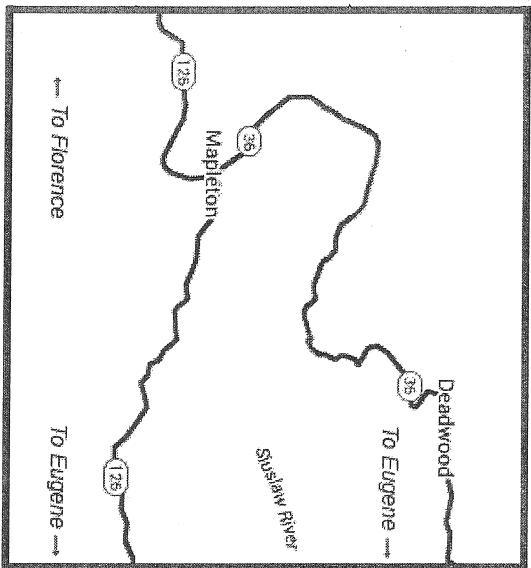 Deadwood
36
To Eugene →
Siuslaw River
36
Mapleton
126
126
← To Florence
To Eugene →